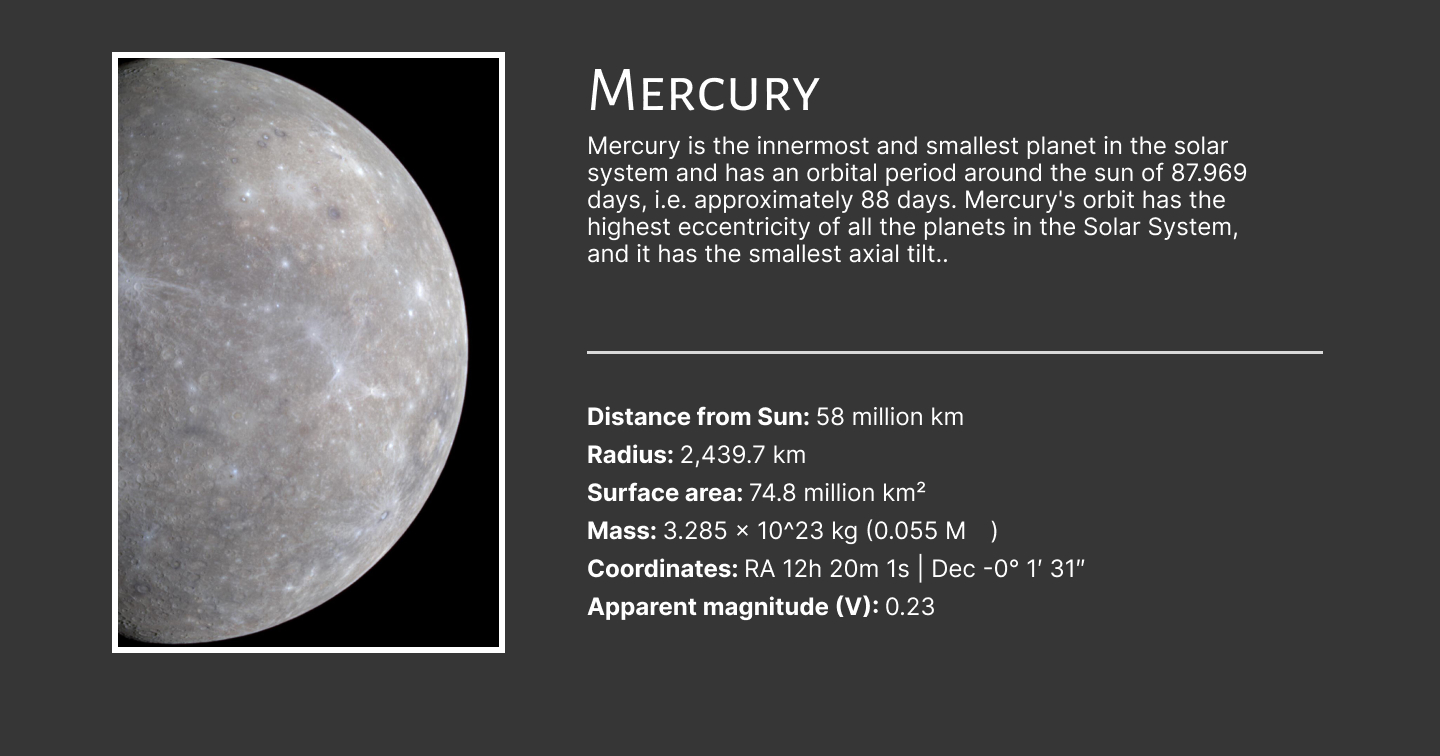 Mercury
Mercury is the innermost and smallest planet in the solar
system and has an orbital period around the sun of 87.969
days, i.e. approximately 88 days. Mercury's orbit has the
highest eccentricity of all the planets in the Solar System,
and it has the smallest axial tilt..
Distance from Sun: 58 million km
Radius: 2,439.7 km
Surface area: 74.8 million km²
Mass: 3.285 × 10^23 kg (0.055 M )
Coordinates: RA 12h 20m 1s | Dec -0° 1′ 31″
Apparent magnitude (V): 0.23